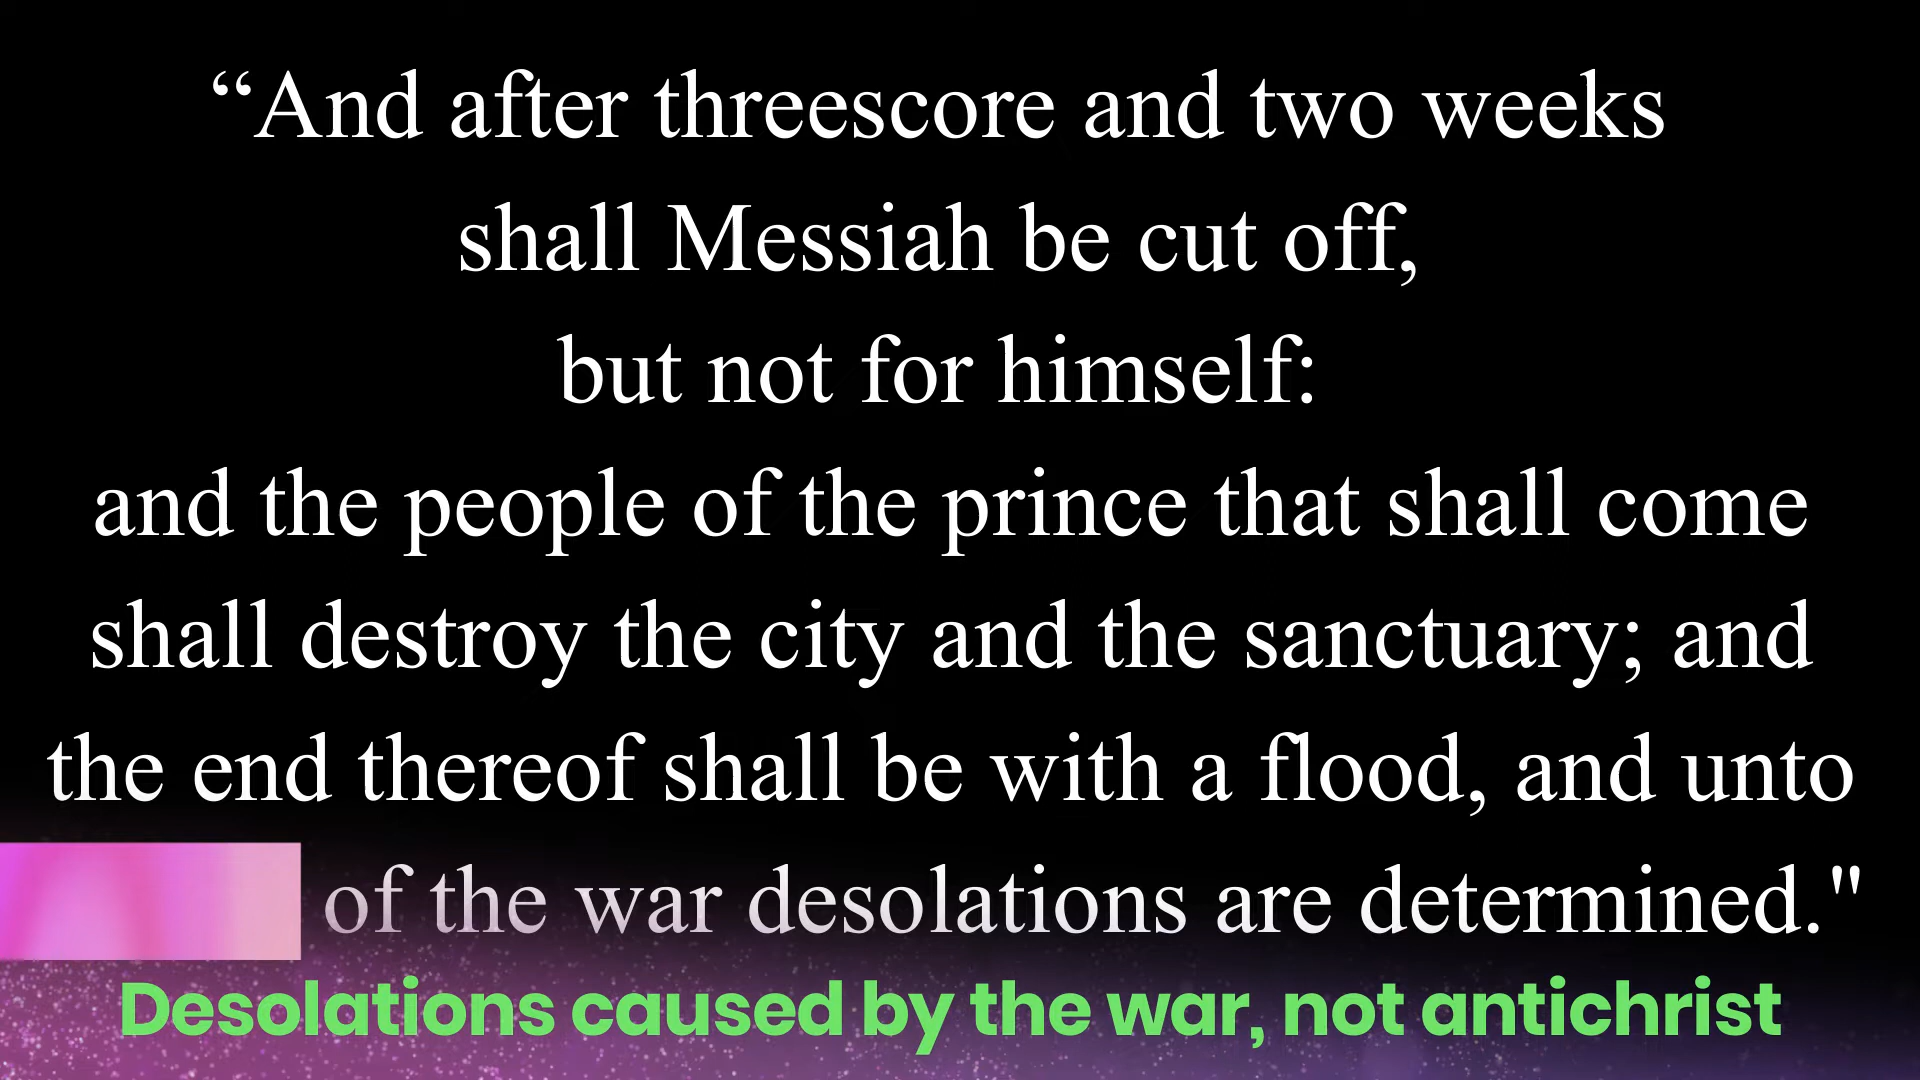 “And after threescore and two weeks
shall Messiah be cut off,
but not for himself:
and the people of the prince that shall come
shall destroy the city and the sanctuary; and
the end thereof shall be with a flood, and unto
of the war desolations are determined."
Desolations caused by the war, not antichrist